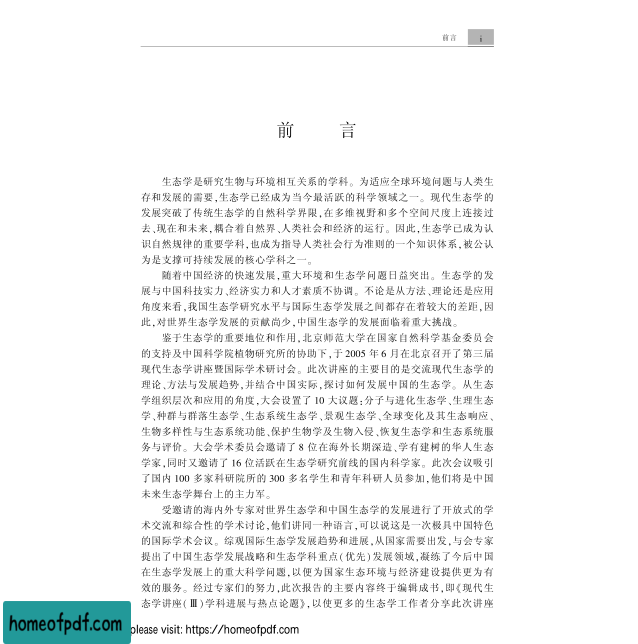 前言 i
前 言
生态学是研究生物与环境相互关系的学科。为适应全球环境问题与人类生
存和发展的需要,生态学已经成为当今最活跃的科学领域之一。现代生态学的
发展突破了传统生态学的自然科学界限,在多维视野和多个空间尺度上连接过
去、现在和未来,耦合着自然界、人类社会和经济的运行。因此,生态学已成为认
识自然规律的重要学科,也成为指导人类社会行为准则的一个知识体系,被公认
为是支撑可持续发展的核心学科之一。
随着中国经济的快速发展,重大环境和生态学问题日益突出。生态学的发
展与中国科技实力、经济实力和人才素质不协调。不论是从方法、理论还是应用
角度来看,我国生态学研究水平与国际生态学发展之间都存在着较大的差距,因
此,对世界生态学发展的贡献尚少,中国生态学的发展面临着重大挑战。
鉴于生态学的重要地位和作用,北京师范大学在国家自然科学基金委员会
的支持及中国科学院植物研究所的协助下,于 2005 年 6 月在北京召开了第三届
现代生态学讲座暨国际学术研讨会。此次讲座的主要目的是交流现代生态学的
理论、方法与发展趋势,并结合中国实际,探讨如何发展中国的生态学。从生态
学组织层次和应用的角度,大会设置了 10 大议题:分子与进化生态学、生理生态
学、种群与群落生态学、生态系统生态学、景观生态学、全球变化及其生态响应、
生物多样性与生态系统功能、保护生物学及生物入侵、恢复生态学和生态系统服
务与评价。大会学术委员会邀请了 8 位在海外长期深造、学有建树的华人生态
学家,同时又邀请了 16 位活跃在生态学研究前线的国内科学家。此次会议吸引
了国内 100 多家科研院所的 300 多名学生和青年科研人员参加,他们将是中国
未来生态学舞台上的主力军。
受邀请的海内外专家对世界生态学和中国生态学的发展进行了开放式的学
术交流和综合性的学术讨论,他们讲同一种语言,可以说这是一次极具中国特色
的国际学术会议。综观国际生态学发展趋势和进展,从国家需要出发,与会专家
提出了中国生态学发展战略和生态学科重点(优先)发展领域,凝练了今后中国
在生态学发展上的重大科学问题,以便为国家生态环境与经济建设提供更为有
效的服务。经过专家们的努力,此次报告的主要内容终于编辑成书,即《现代生
态学讲座(Ⅲ)学科进展与热点论题》,以使更多的生态学工作者分享此次讲座
homeofpdf.com
please visit: https://homeofpdf.com